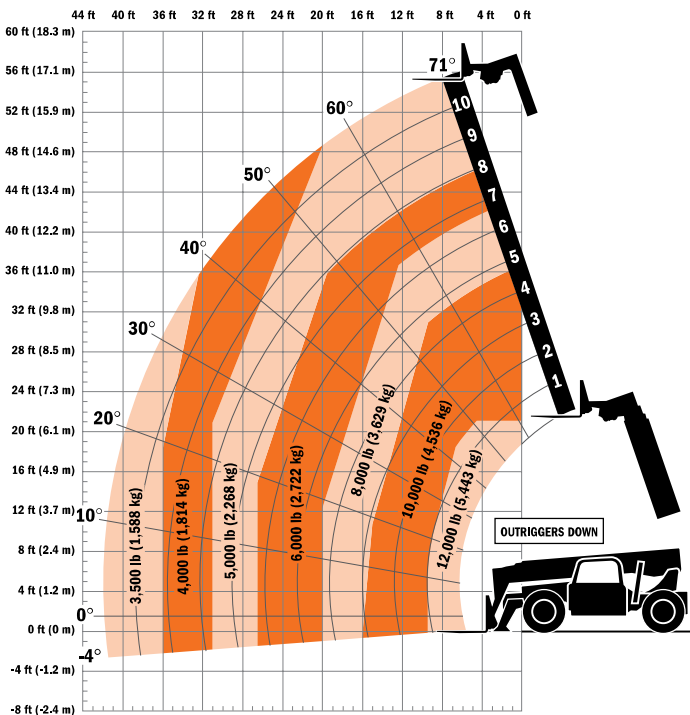 44 ft 40 ft 36 ft 32 ft 28 ft 24 ft 20 ft 16 ft 12 ft 8 ft 4 ft 0 ft
60 ft (18.3 m)
56 ft (17.1 m)
52 ft (15.9 m)
48 ft (14.6 m)
44 ft (13.4 m)
40 ft (12.2 m)
36 ft (11.0 m)
32 ft (9.8 m)
28 ft (8.5 m)
24 ft (7.3 m)
20 ft (6.1 m)
16 ft (4.9 m)
12 ft (3.7 m)
8 ft (2.4 m)
4 ft (1.2 m)
0 ft (0 m)
-4 ft (-1.2 m)
-8 ft (-2.4 m)
71°
60°
50°
40°
30°
20°
10°
0°
-4°
10
9
8
7
6
5
4
3
2
1
3,500 lb (1,588 kg)
4,000 lb (1,814 kg)
5,000 lb (2,268 kg)
6,000 lb (2,722 kg)
8,000 lb (3,629 kg)
10,000 lb (4,536 kg)
12,000 lb (5,443 kg)
OUTRIGGERS DOWN